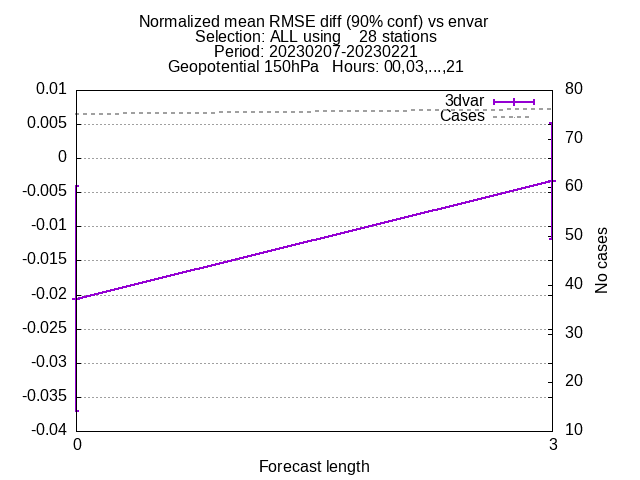 Normalized mean RMSE diff (90% conf) vs envar
Selection: ALL using    28 stations
Period: 20230207-20230221
Geopotential 150hPa   Hours: 00,03,...,21
0.01
0.005
0
-0.005
-0.01
-0.015
-0.02
-0.025
-0.03
-0.035
-0.04
3dvar
Cases
80
70
60
50
40
30
20
10
No cases
0
3
Forecast length